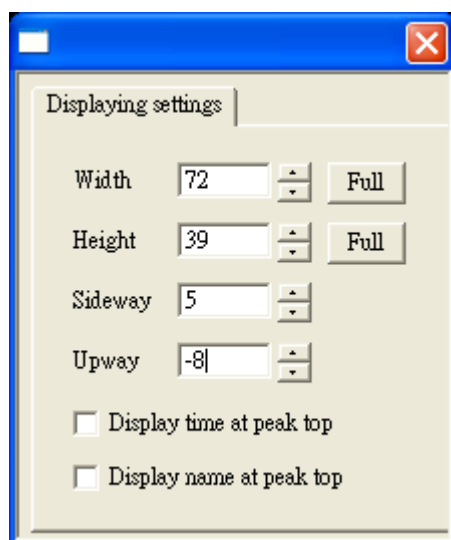 Displaying settings
Width 72 Full
Height 39 Full
Sideway 5
Upway -8
Display time at peak top
Display name at peak top